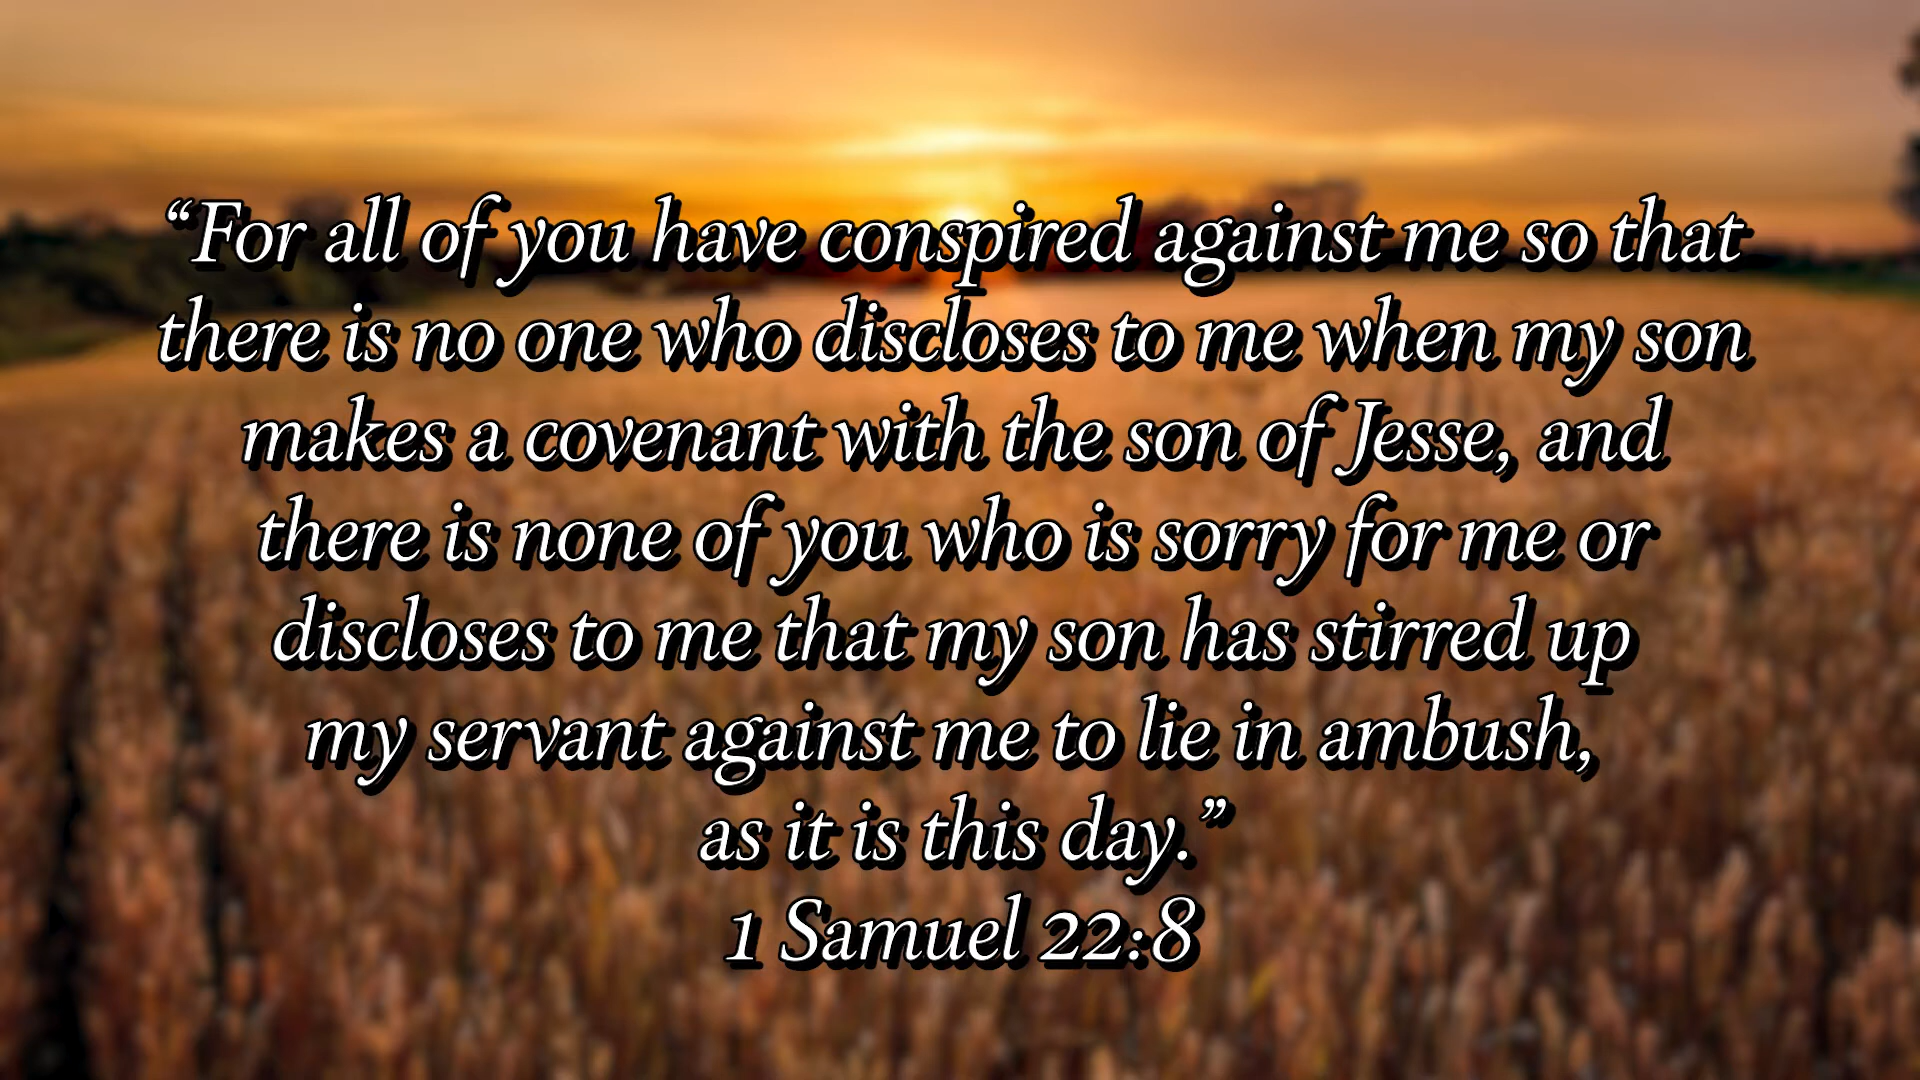 “For all of you have conspired against me so that
there is no one who discloses to me when my son
makes a covenant with the son of Jesse, and
there is none of you who is sorry for me or
discloses to me that my son has stirred up
my servant against me to lie in ambush,
as it is this day.”
1 Samuel 22:8